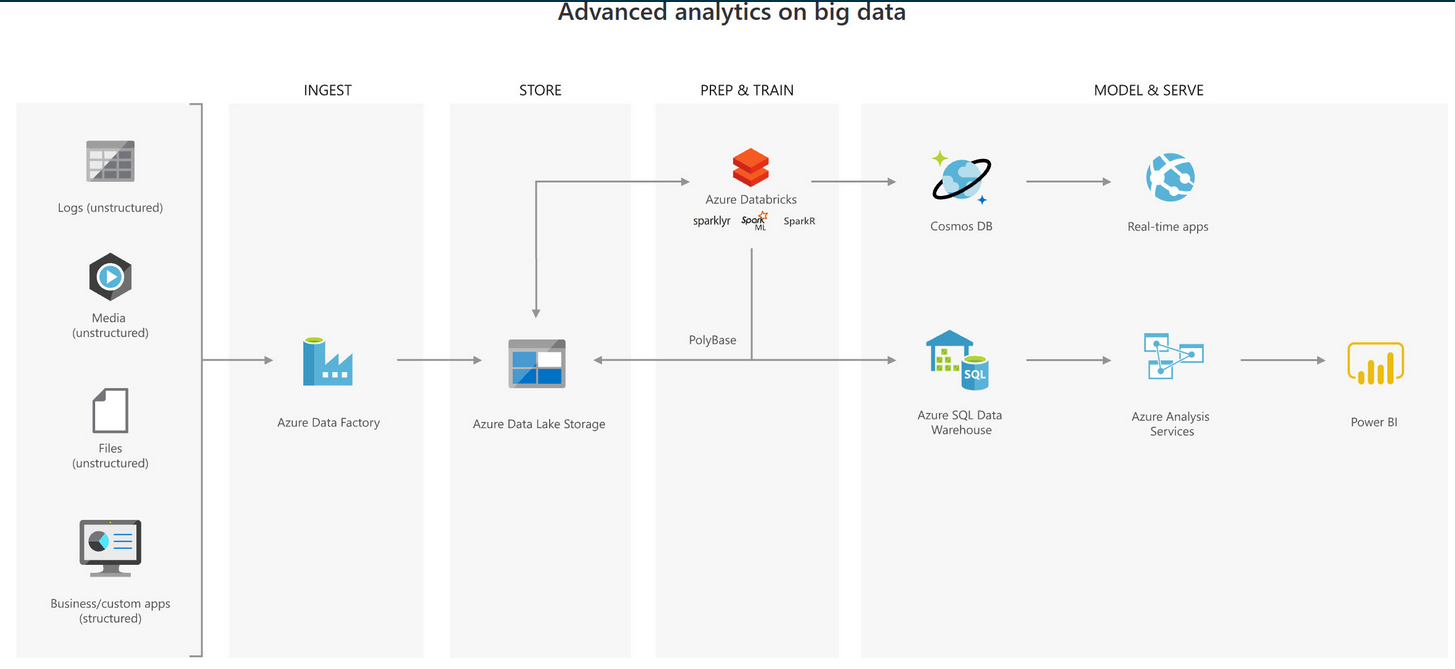 Advanced analytics on big data
INGEST
STORE
PREP & TRAIN
MODEL & SERVE
Logs (unstructured)
Media
(unstructured)
Files
(unstructured)
Business/custom apps
(structured)
Azure Data Factory
Azure Data Lake Storage
Azure Databricks
sparklyr
Spark
ML
SparkR
PolyBase
Cosmos DB
Real-time apps
SQL
Azure SQL Data
Warehouse
Azure Analysis
Services
Power BI